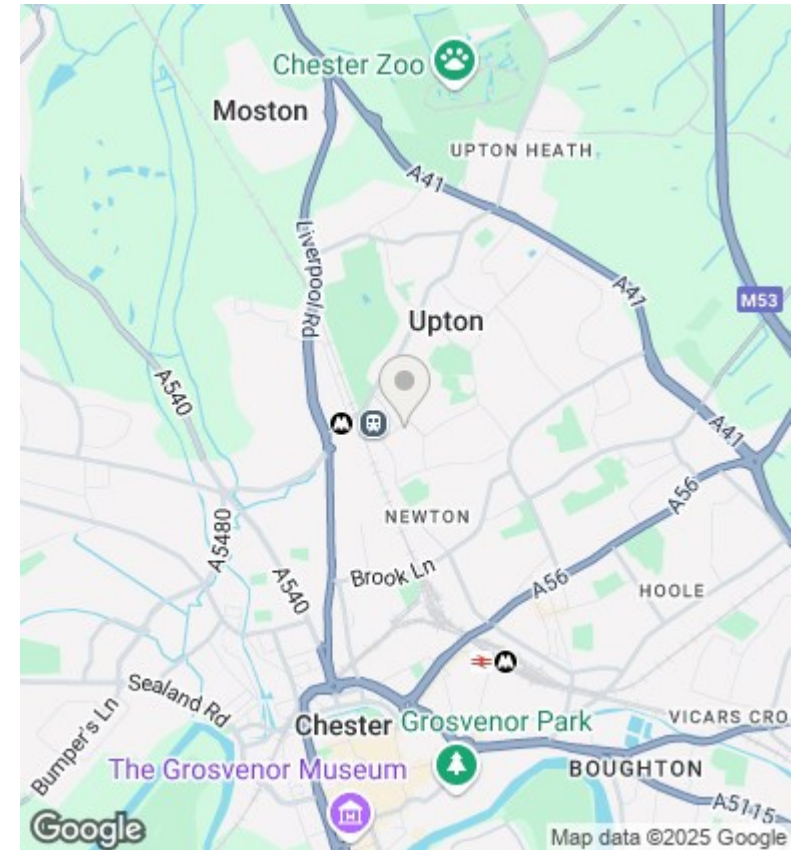 Chester Zoo
Moston
UPTON HEATH
A41
Liverpool Rd
A41
M53
Upton
A540
A41
A56
NEWTON
A5480
Brook Ln
A540
A56
HOOLE
Sealand Rd
VICARS CRO
Bumper's Ln
Chester
Grosvenor Park
The Grosvenor Museum
BOUGHTON
A5115
Google
Map data ©2025 Google